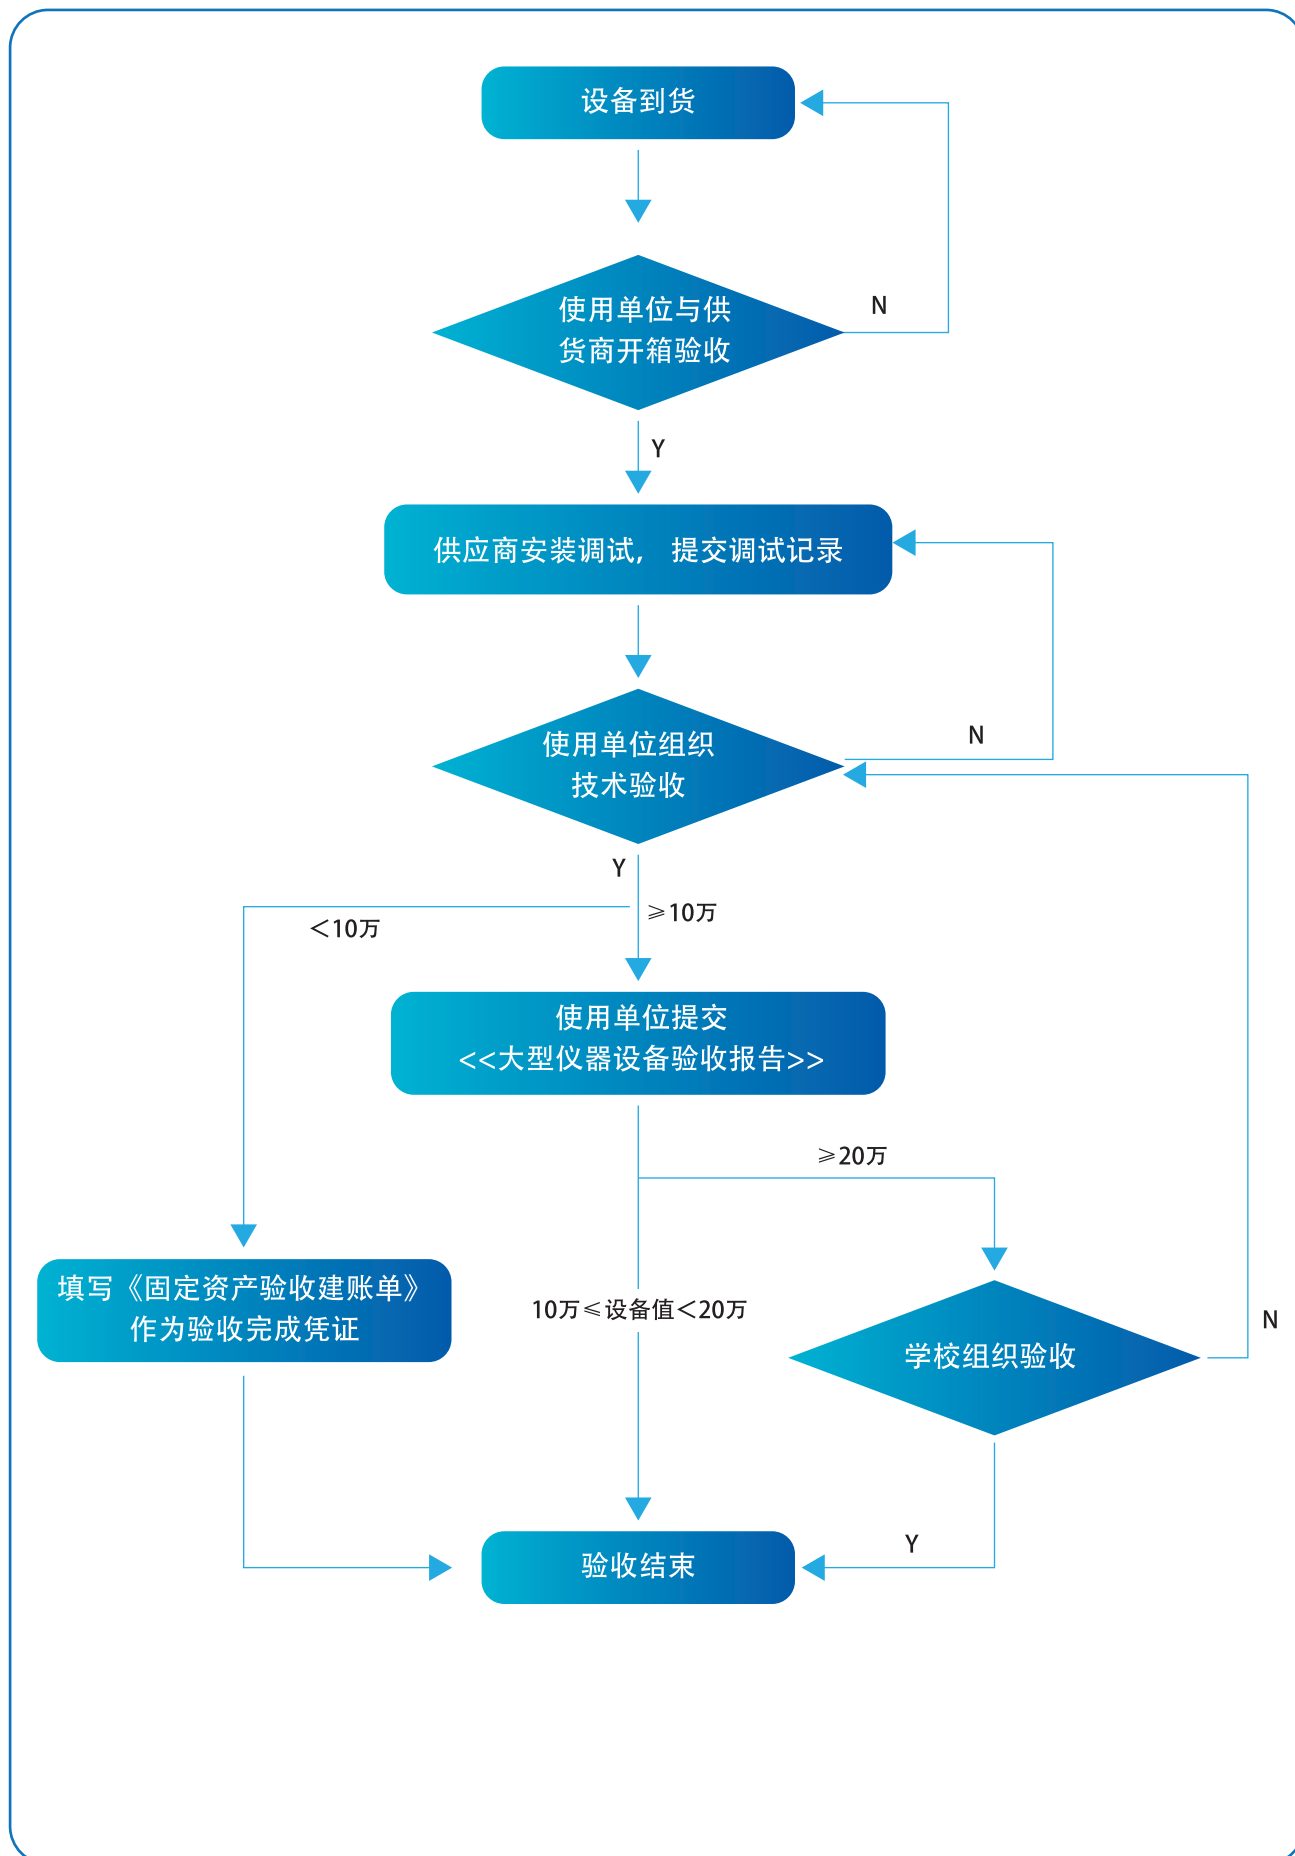 设备到货
使用单位与供
货商开箱验收
N
Y
供应商安装调试, 提交调试记录
使用单位组织
技术验收
N
Y
<10万
≥10万
使用单位提交
<<大型仪器设备验收报告>>
≥20万
填写《固定资产验收建账单》
作为验收完成凭证
10万≤设备值<20万
学校组织验收
N
验收结束
Y